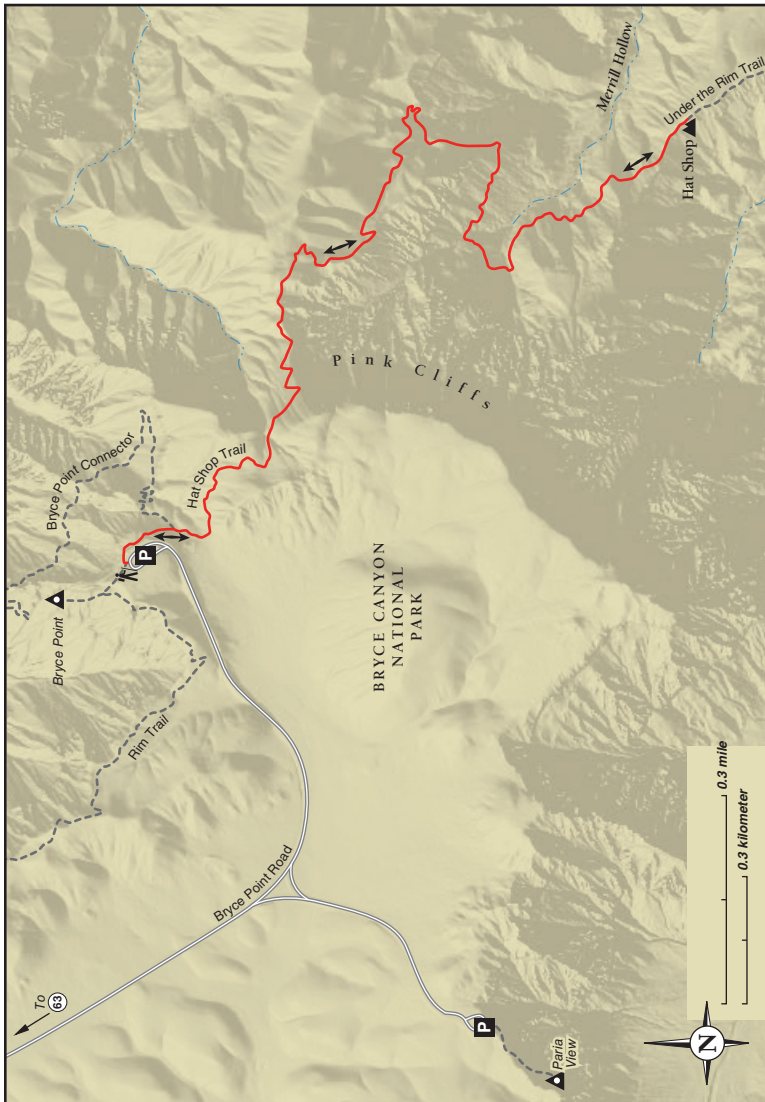 Merrill Hollow
Under the Rim Trail
Hat Shop
Pink Cliffs
Bryce Point Connector
Hat Shop Trail
P
Bryce Point
Rim Trail
BRYCE CANYON
NATIONAL
PARK
Bryce Point Road
To
63
P
Paria
View
0.3 mile
0.3 kilometer
N